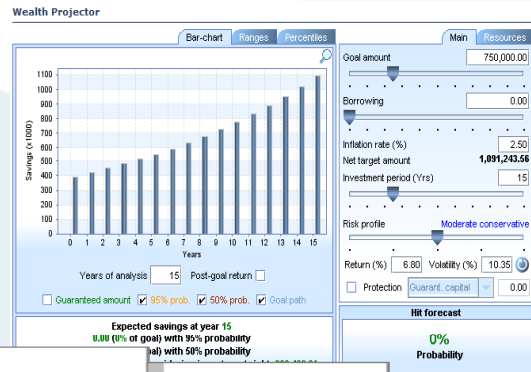 Wealth Projector
Bar-chart Ranges Percentiles
Main Resources
Savings (x1000)
1100
1000
900
800
700
600
500
400
300
200
100
0
0 1 2 3 4 5 6 7 8 9 10 11 12 13 14 15
Years
Years of analysis 15 Post-goal return
Guaranteed amount 95% prob. 50% prob. Goal path
Expected savings at year 15
0.00 (0% of goal) with 95% probability
oal) with 50% probability
Goal amount 750,000.00
Borrowing 0.00
Inflation rate (%) 2.50
Net target amount 1,091,243.56
Investment period (Yrs) 15
Risk profile Moderate conservative
Return (%) 6.80 Volatility (%) 10.35
Protection Guarant. capital 0.00
Hit forecast
0%
Probability